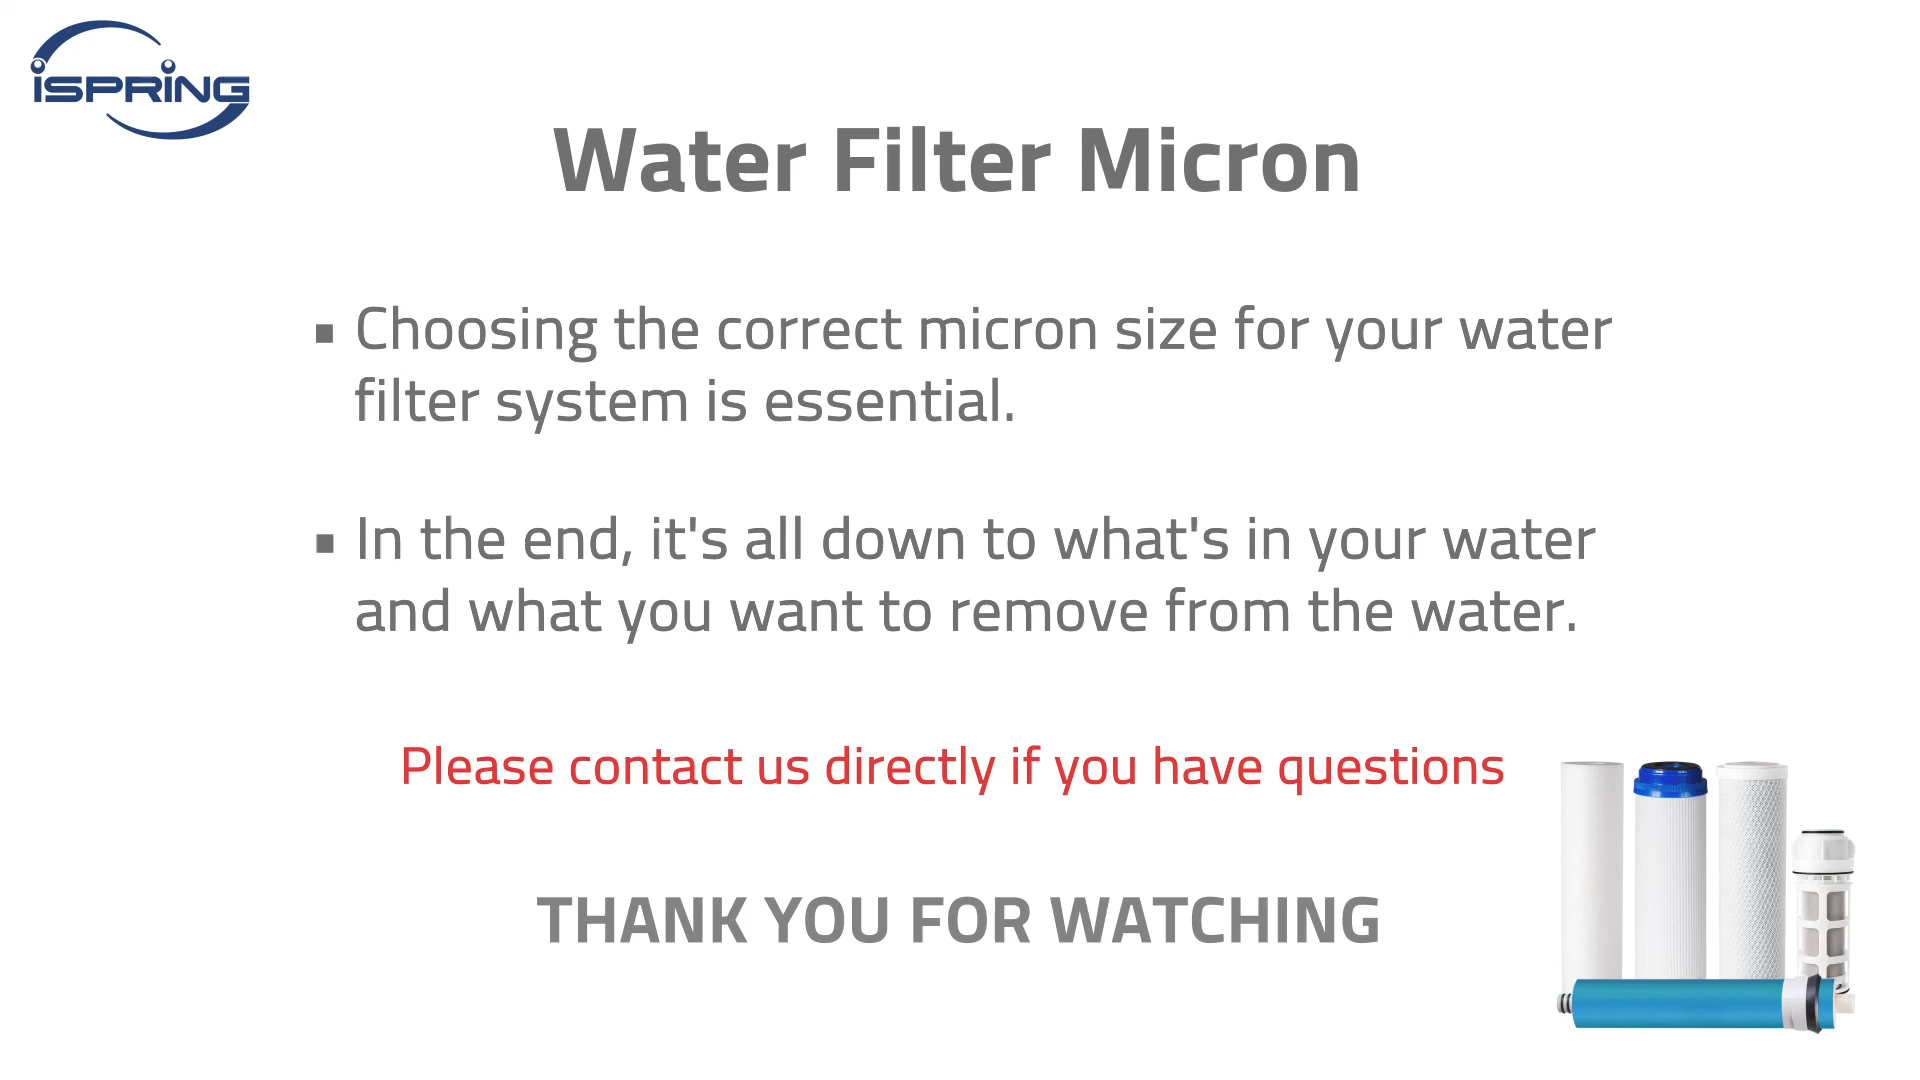 iSPRiNG
Water Filter Micron
▪ Choosing the correct micron size for your water
filter system is essential.
▪ In the end, it's all down to what's in your water
and what you want to remove from the water.
Please contact us directly if you have questions
THANK YOU FOR WATCHING